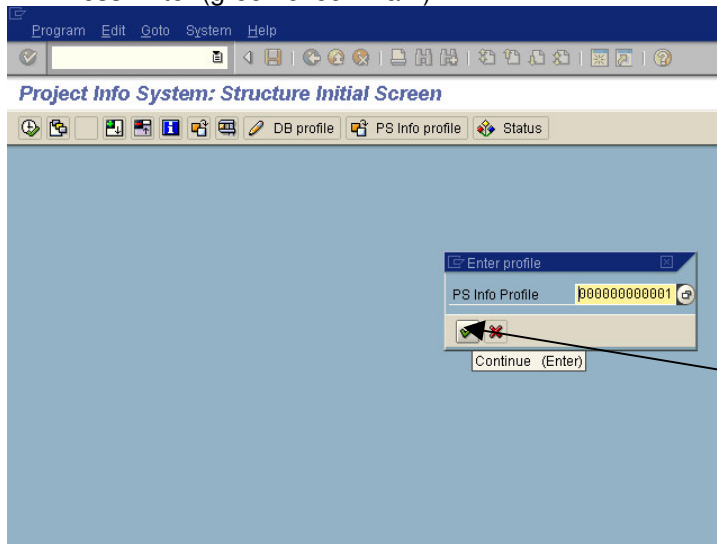 Program Edit Goto System Help
Project Info System: Structure Initial Screen
DB profile PS Info profile Status
Enter profile
PS Info Profile 000000000001
Continue (Enter)